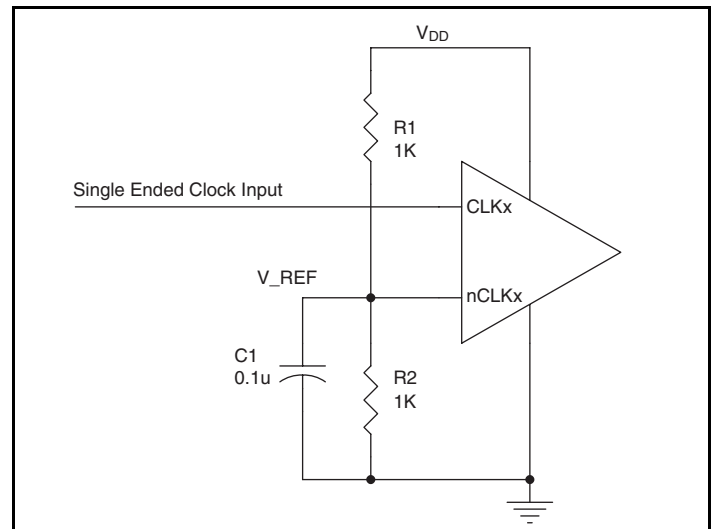 VDD
R1
1K
Single Ended Clock Input
CLKx
V_REF
nCLKx
C1
0.1u
R2
1K